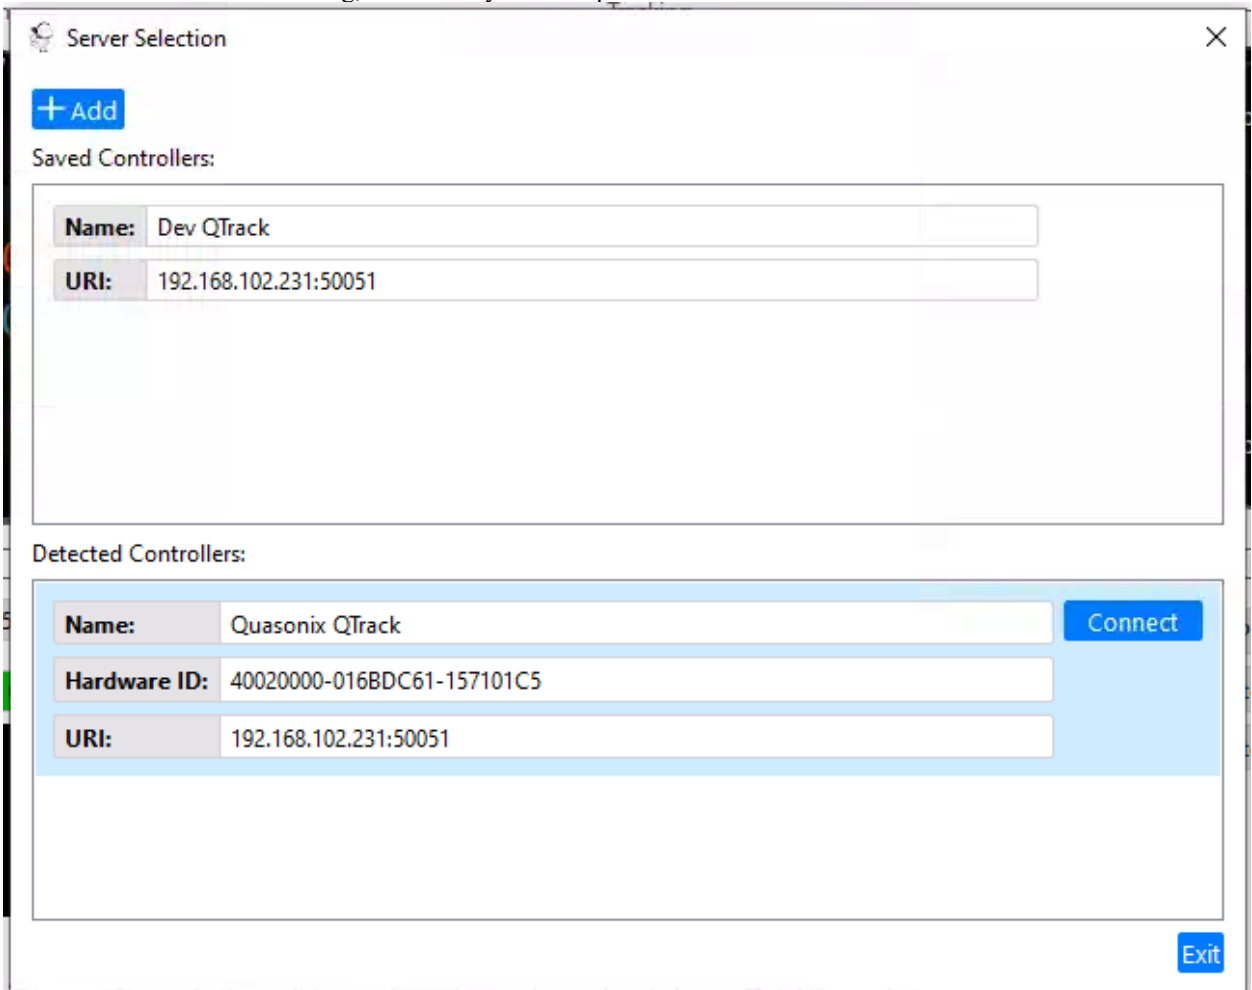 Server Selection
+ Add
Saved Controllers:
Name: Dev QTrack
URI: 192.168.102.231:50051
Detected Controllers:
Name: Quasonix QTrack
Connect
Hardware ID: 40020000-016BDC61-157101C5
URI: 192.168.102.231:50051
Exit